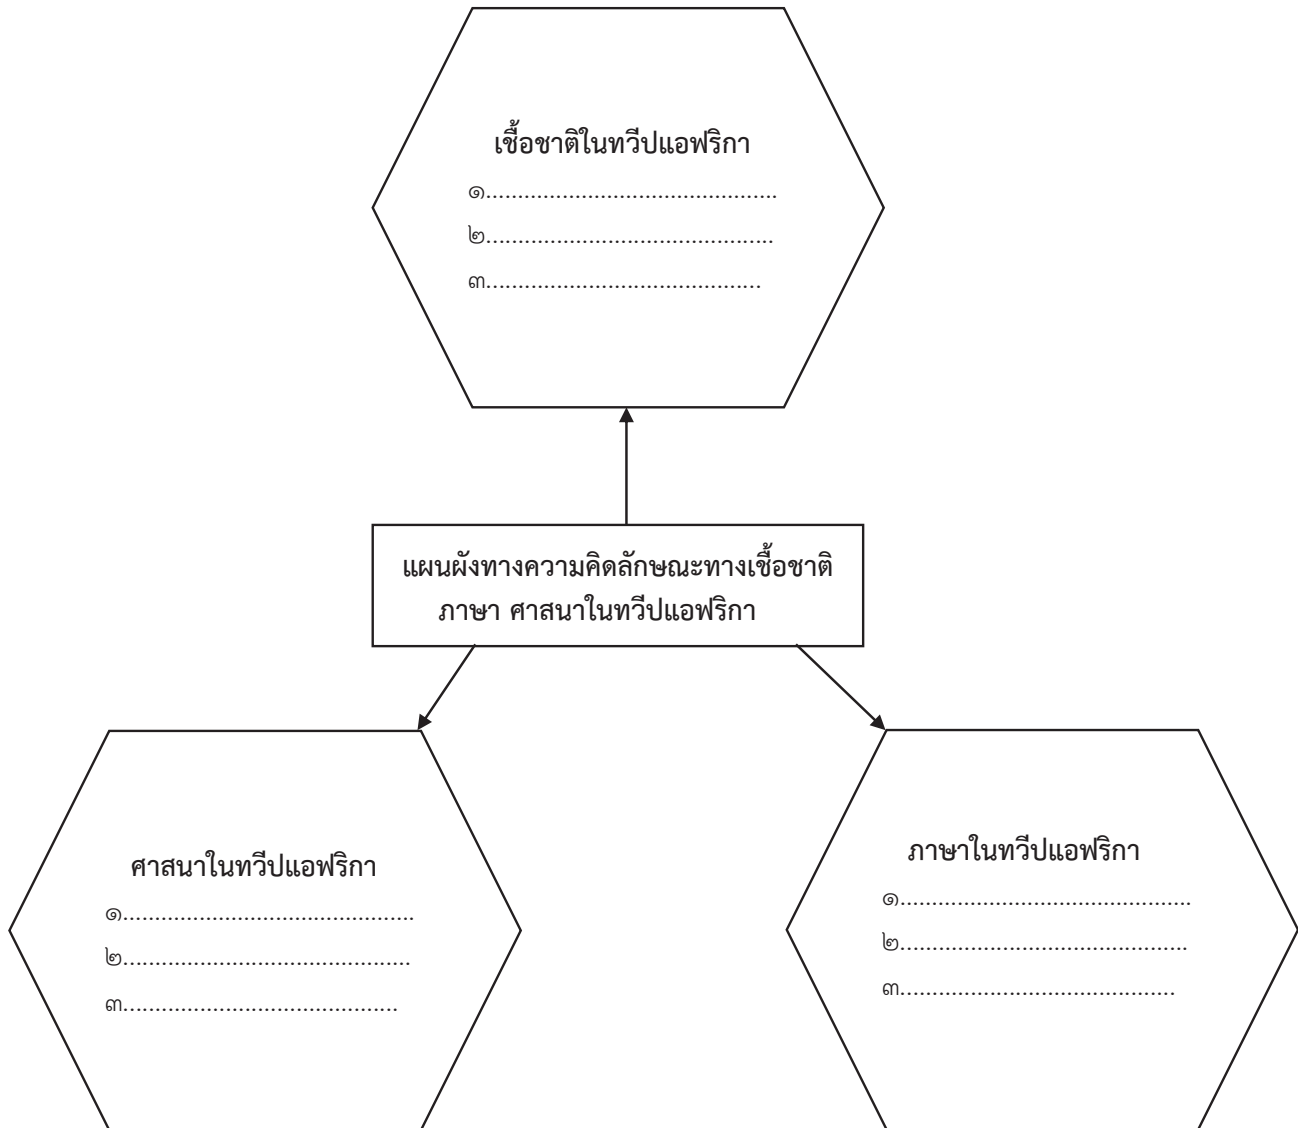 เชื้อชาติในทวีปแอฟริกา
๑.............................................
๒............................................
๓..........................................
แผนผังทางความคิดลักษณะทางเชื้อชาติ
ภาษา ศาสนาในทวีปแอฟริกา
ศาสนาในทวีปแอฟริกา
๑.............................................
๒............................................
๓..........................................
ภาษาในทวีปแอฟริกา
๑.............................................
๒............................................
๓..........................................